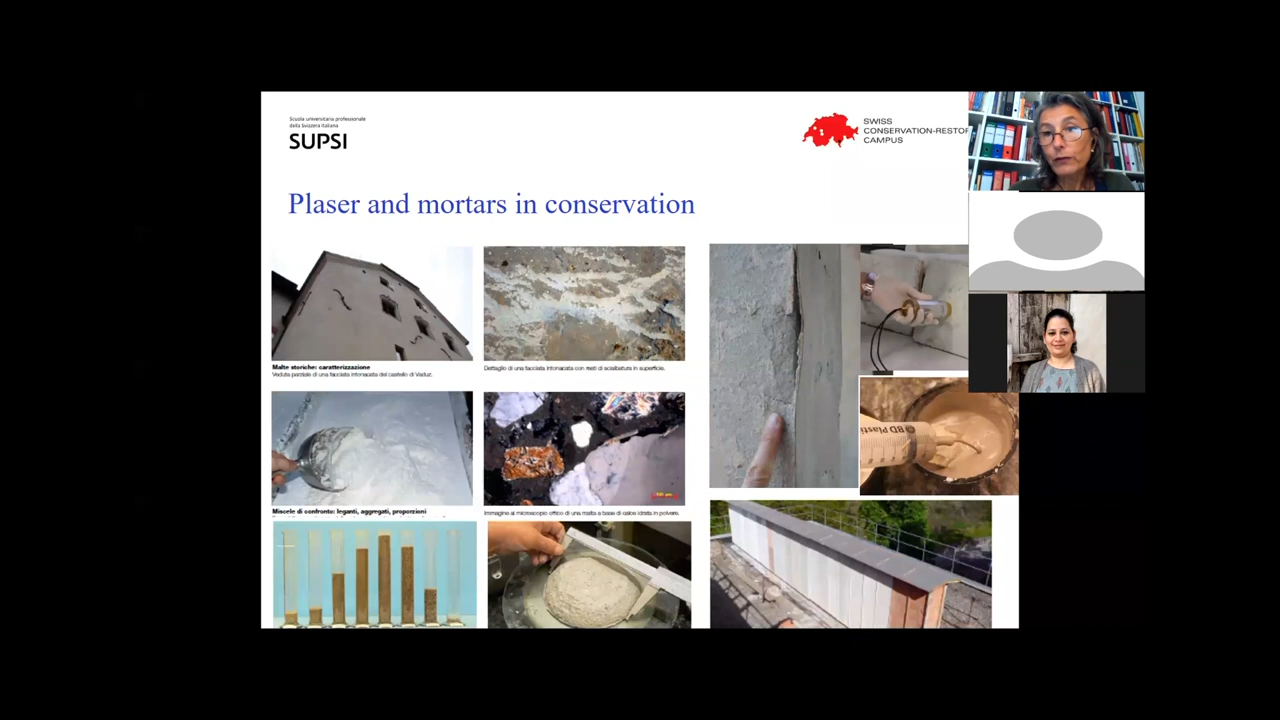 Scuola universitaria professionale
della Svizzera italiana
SUPSI
SWISS
CONSERVATION-RESTOR
CAMPUS
Plaser and mortars in conservation
Malte storiche: caratterizzazione
Veduta parziale di una facciata intonacata del castello di Vaduz.
Dettaglio di una facciata intonacata con resti di scialbatura in superficie.
Miscele di confronto: leganti, aggregati, proporzioni
Immagine al microscopio ottico di una malta a base di calce idrata in polvere.
BD Plasti